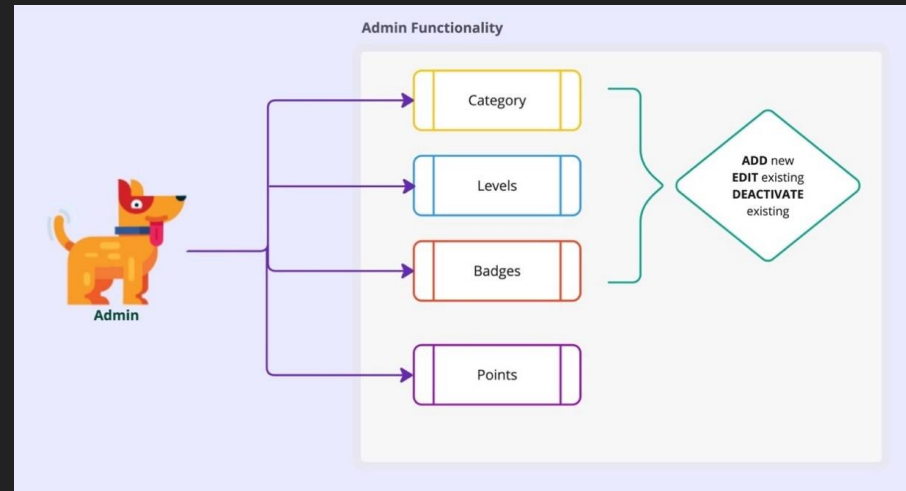 Admin Functionality
Category
Levels
Badges
Points
ADD new
EDIT existing
DEACTIVATE
existing
Admin